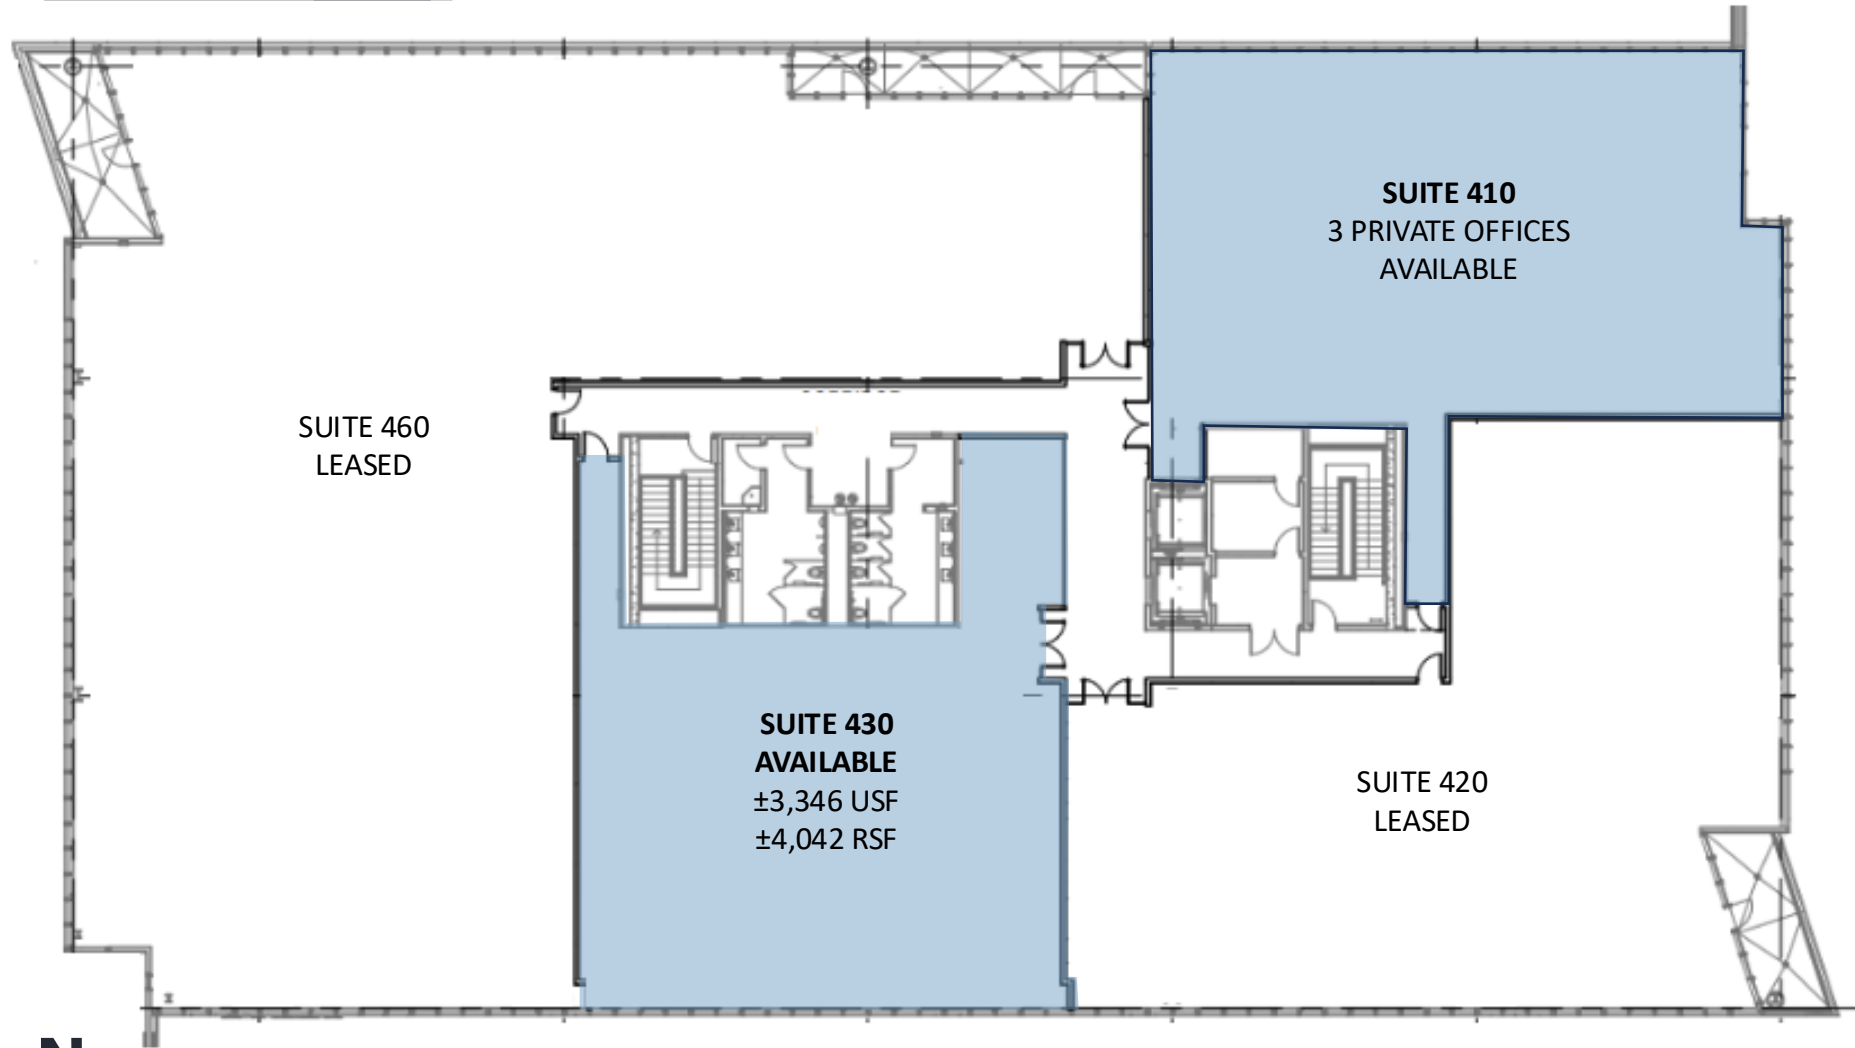 SUITE 410
3 PRIVATE OFFICES
AVAILABLE
SUITE 460
LEASED
SUITE 430
AVAILABLE
±3,346 USF
±4,042 RSF
SUITE 420
LEASED
N